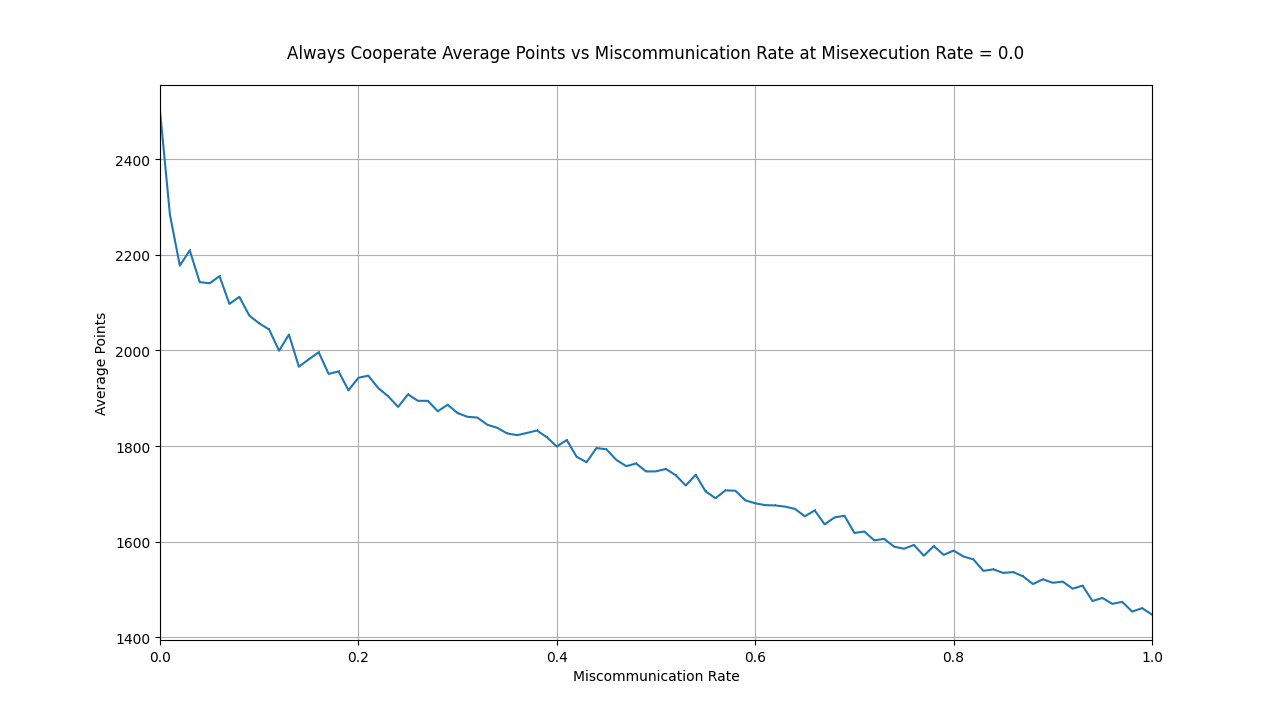 Always Cooperate Average Points vs Miscommunication Rate at Misexecution Rate = 0.0
Average Points
2400
2200
2000
1800
1600
1400
0.0 0.2 0.4 0.6 0.8 1.0
Miscommunication Rate